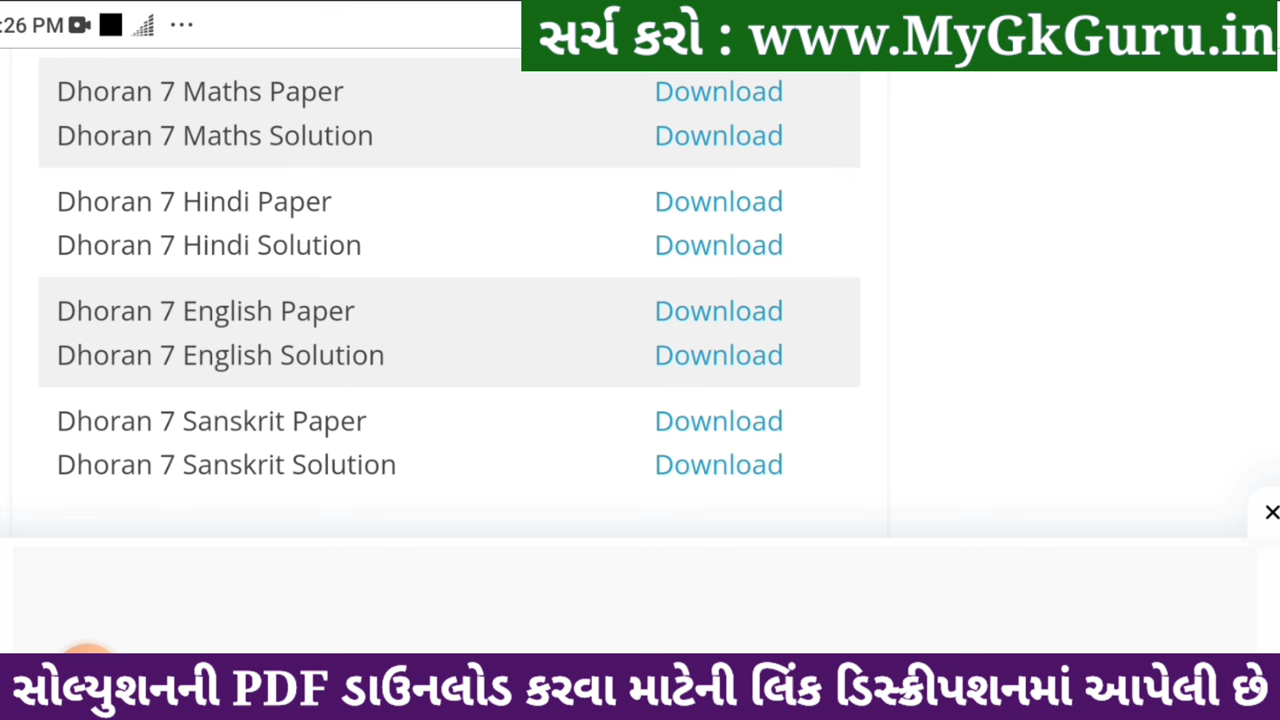 :26 PM ...
સર્ચ કરો : www.MyGkGuru.in
Dhoran 7 Maths Paper Download
Dhoran 7 Maths Solution Download
Dhoran 7 Hindi Paper Download
Dhoran 7 Hindi Solution Download
Dhoran 7 English Paper Download
Dhoran 7 English Solution Download
Dhoran 7 Sanskrit Paper Download
Dhoran 7 Sanskrit Solution Download
સોલ્યુશનની PDF ડાઉનલોડ કરવા માટેની લિંક ડિસ્ક્રીપશનમાં આપેલી છે